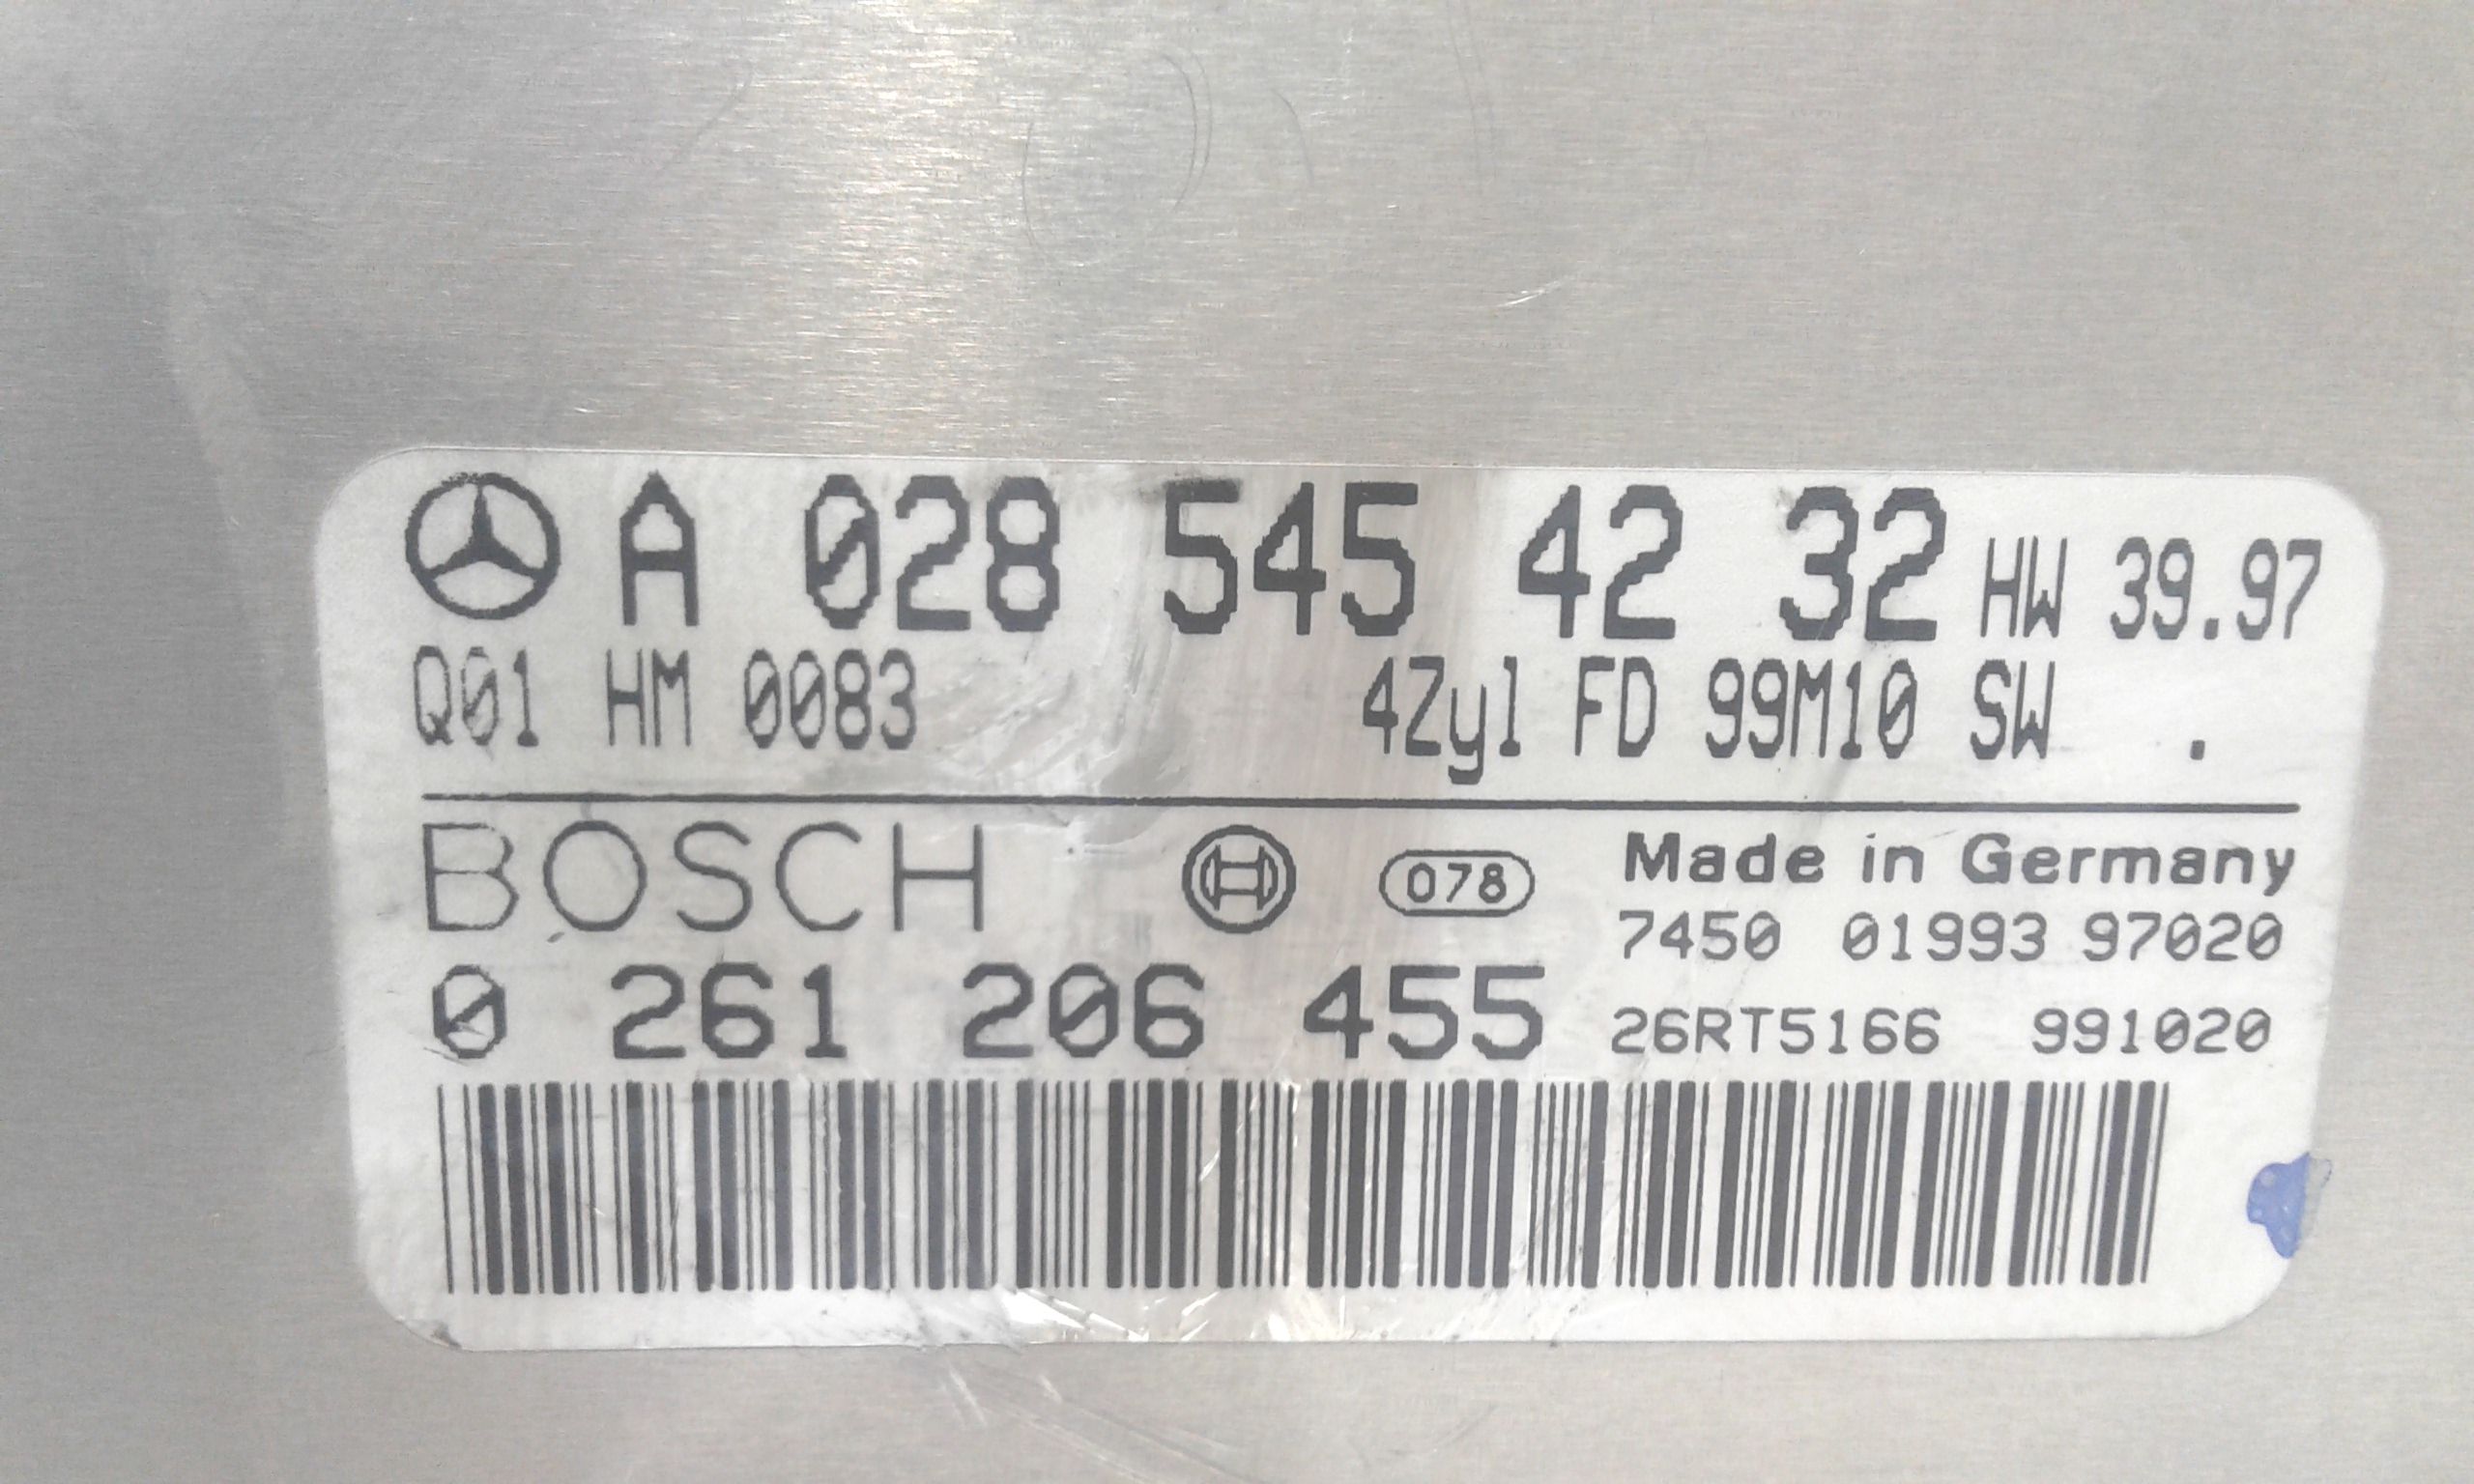 A 028 545 42 32 HW 39.97
Q01 HM 0083 4Zyl FD 99M10 SW .
BOSCH 078 Made in Germany
7450 01993 97020
0 261 206 455 26RT5166 991020